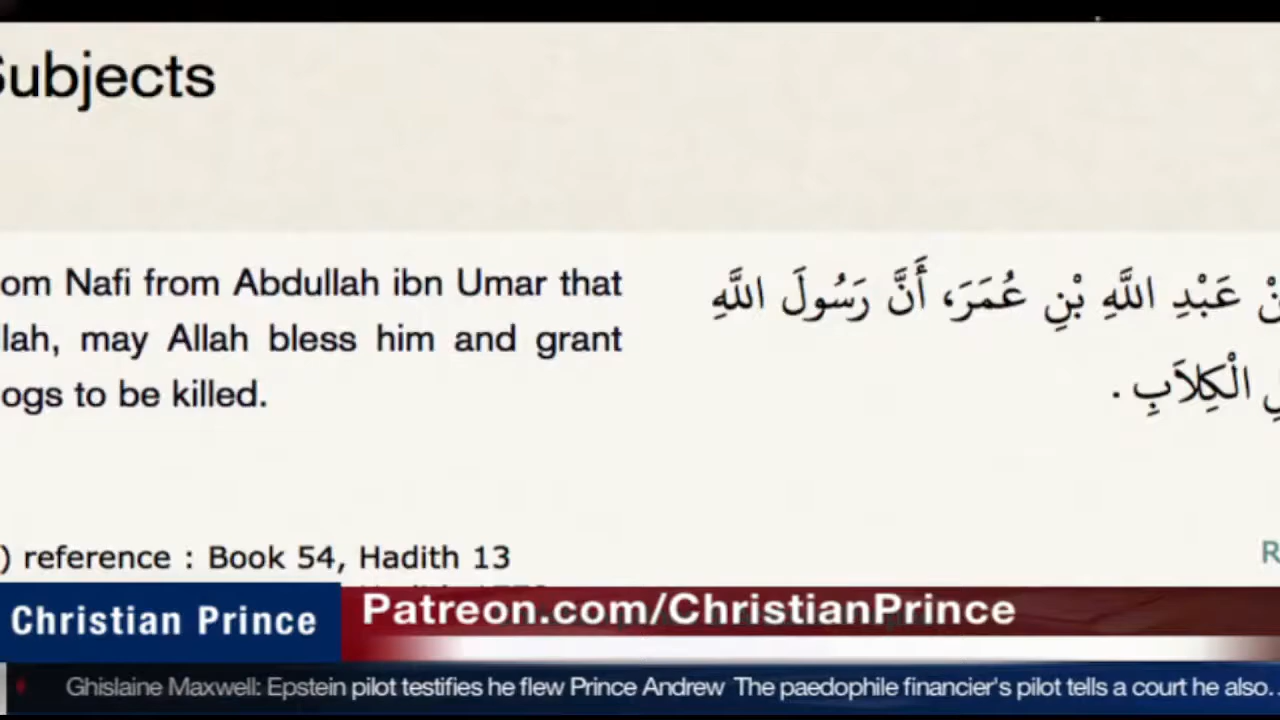 Subjects
om Nafi from Abdullah ibn Umar that
lah, may Allah bless him and grant
ogs to be killed.
نْ عَبْدِ اللَّهِ بْنِ عُمَرَ، أَنَّ رَسُولَ اللَّهِ
لِ الْكِلاَبِ .
) reference : Book 54, Hadith 13
R
Christian Prince
Patreon.com/ChristianPrince
Ghislaine Maxwell: Epstein pilot testifies he flew Prince Andrew The paedophile financier's pilot tells a court he also..